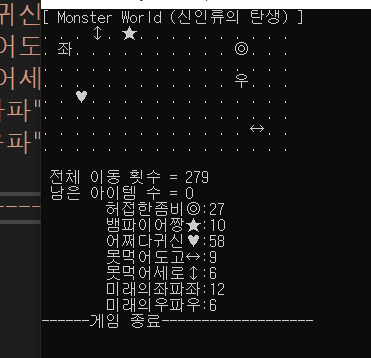 귀신
[ Monster World (신인류의 탄생) ]
. . . ↕ . ★ . . . . . . . . . .
어도 . 좌 . . . . . . . . . . . ◎ . . .
. . . . . . . . . . . . . . . .
어세 . . . . . . . . . . . . . 우 . . .
파" . . ♥ . . . . . . . . . . . . .
. . . . . . . . . . . . . . . .
우파" . . . . . . . . . . . . . . ↔ .
. . . . . . . . . . . . . . . .
전체 이동 횟수 = 279
남은 아이템 수 = 0
허접한좀비◎:27
뱀파이어짱★:10
어쩌다귀신♥:58
못먹어도고↔:9
못먹어세로↕:6
미래의좌파좌:12
미래의우파우:6
------게임 종료-------------------